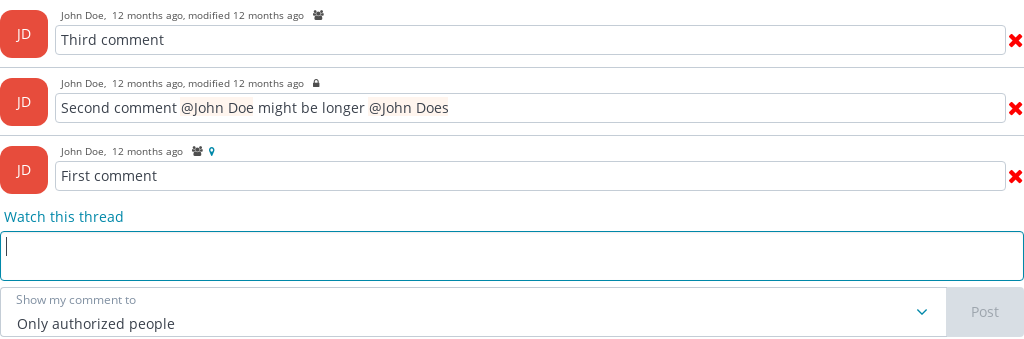 John Doe, 12 months ago, modified 12 months ago
JD
Third comment
John Doe, 12 months ago, modified 12 months ago
JD
Second comment @John Doe might be longer @John Does
John Doe, 12 months ago
JD
First comment
Watch this thread
Show my comment to
Only authorized people
Post